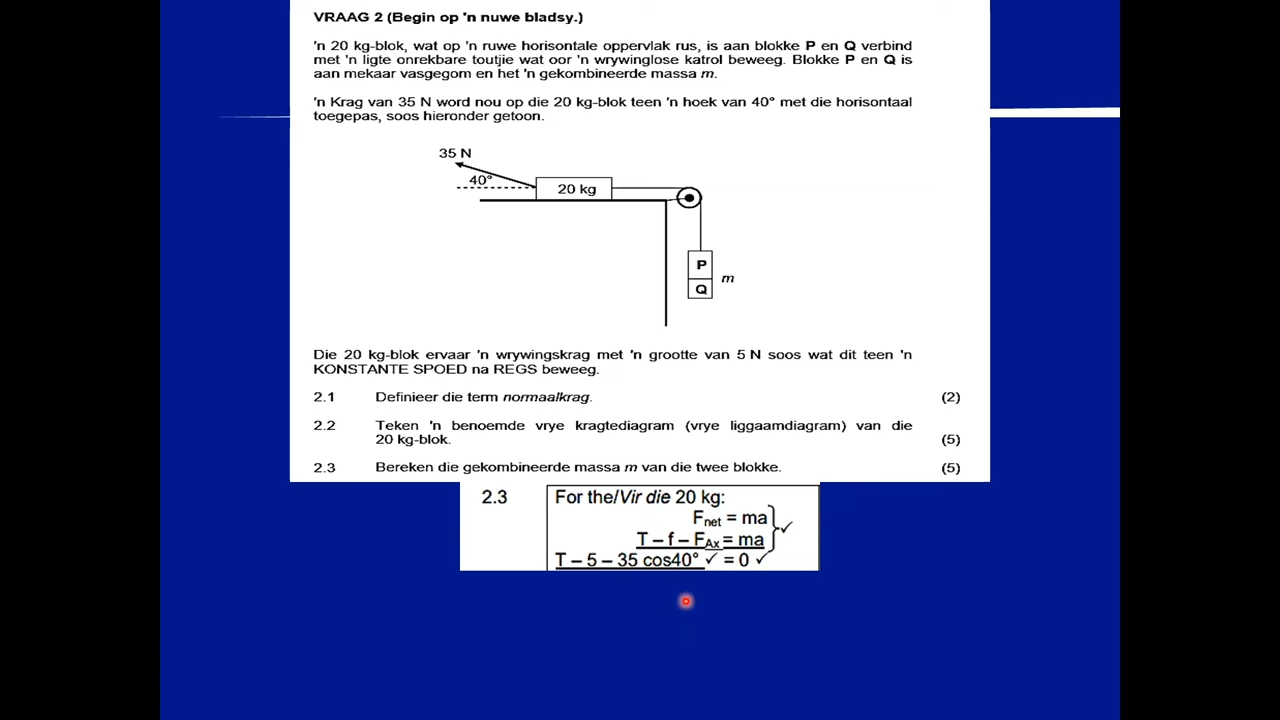 VRAAG 2 (Begin op 'n nuwe bladsy.)
'n 20 kg-blok, wat op 'n ruwe horisontale oppervlak rus, is aan blokke P en Q verbind
met 'n ligte onrekbare toutjie wat oor 'n wrywinglose katrol beweeg. Blokke P en Q is
aan mekaar vasgegom en het 'n gekombineerde massa m.
'n Krag van 35 N word nou op die 20 kg-blok teen 'n hoek van 40° met die horisontaal
toegepas, soos hieronder getoon.
35 N
40°
20 kg
P
m
Q
Die 20 kg-blok ervaar 'n wrywingskrag met 'n grootte van 5 N soos wat dit teen 'n
KONSTANTE SPOED na REGS beweeg.
2.1 Definieer die term normaalkrag. (2)
2.2 Teken 'n benoemde vrye kragtediagram (vrye liggaamdiagram) van die
20 kg-blok. (5)
2.3 Bereken die gekombineerde massa m van die twee blokke. (5)
2.3 For the/Vir die 20 kg:
Fnet = ma
T – f – FAx = ma ✓
T – 5 – 35 cos40° ✓ = 0 ✓